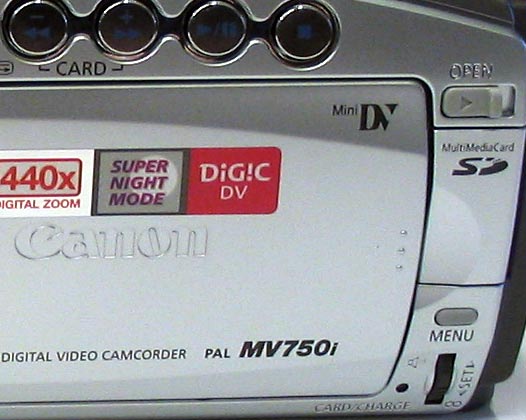 CARD
OPEN
Mini DV
MultiMediaCard
SD
440x
DIGITAL ZOOM
SUPER
NIGHT
MODE
DiG!C
DV
Canon
MENU
DIGITAL VIDEO CAMCORDER PAL MV750i
SET
CARD/CHARGE